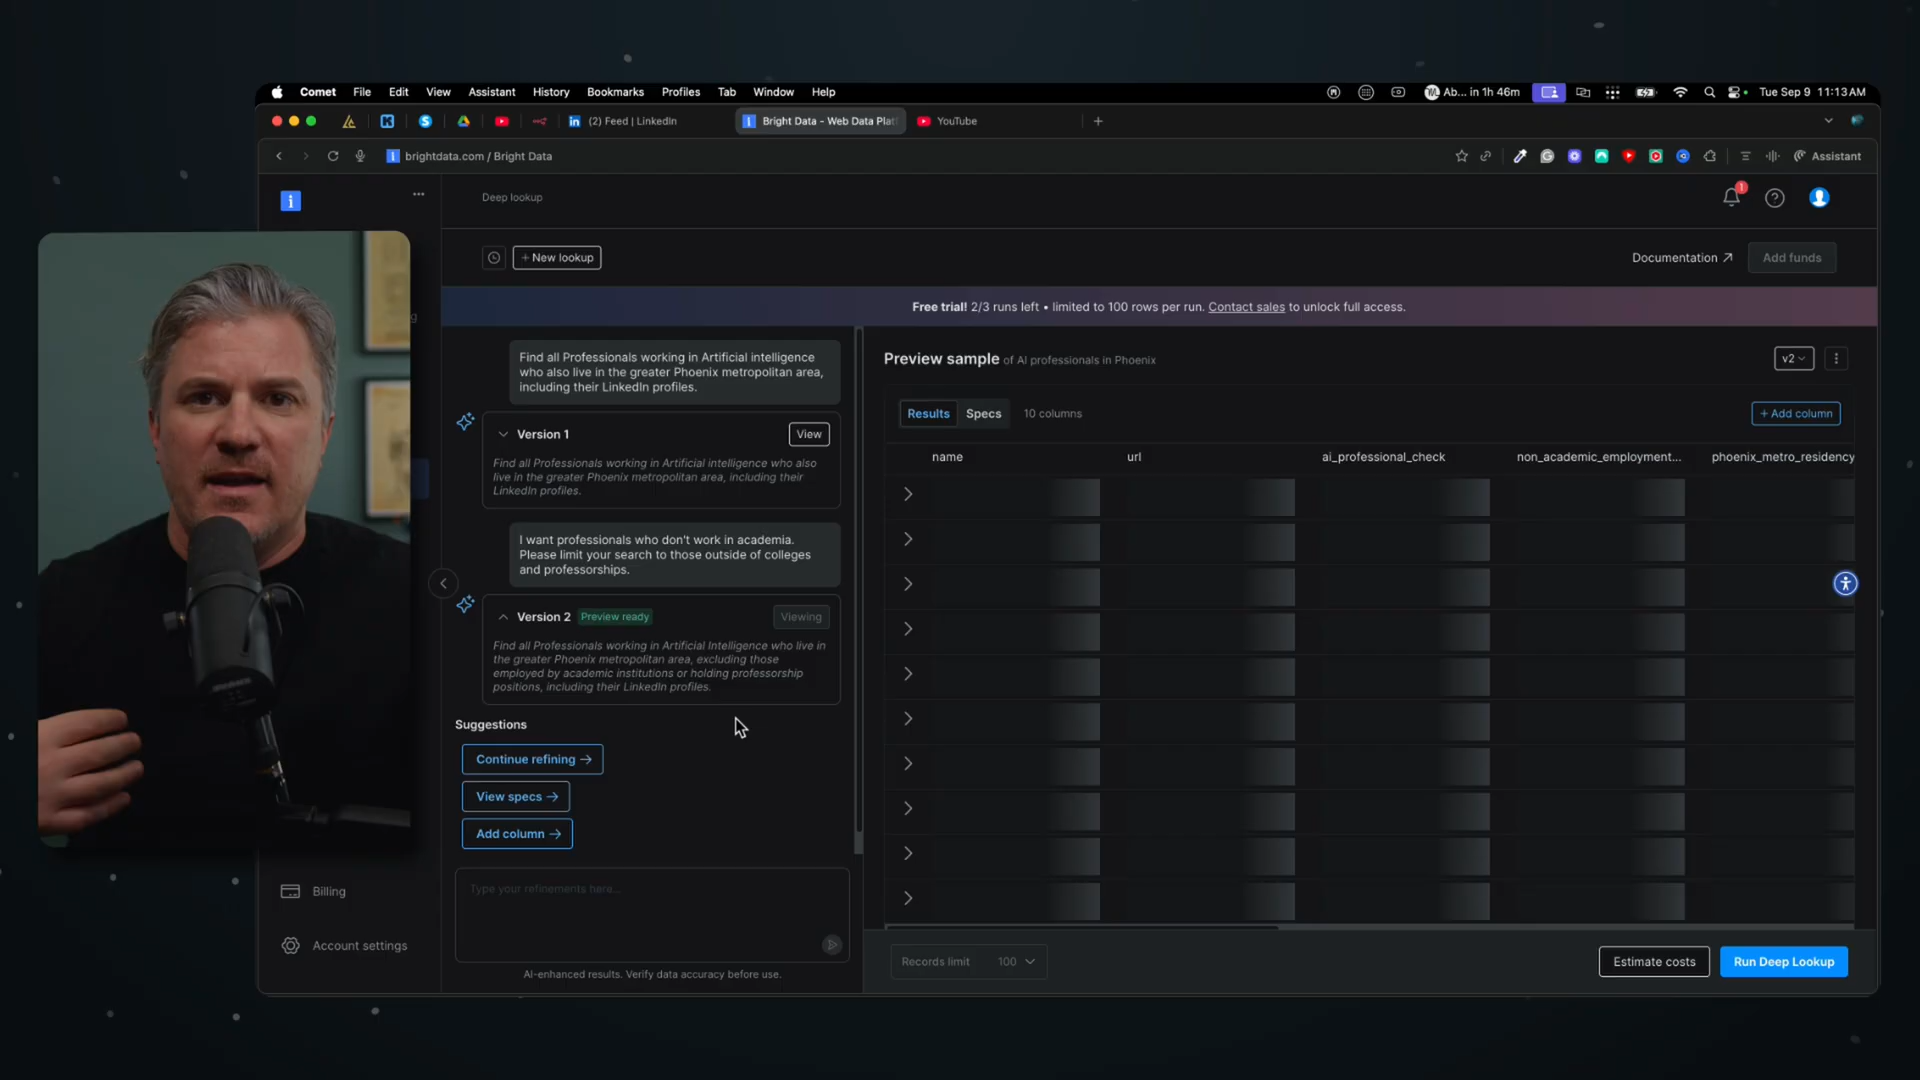 Comet File Edit View Assistant History Bookmarks Profiles Tab Window Help
Ab... in 1h 46m Tue Sep 9 11:13 AM
(2) Feed | LinkedIn
Bright Data - Web Data Plat
YouTube
brightdata.com / Bright Data
Assistant
Deep lookup
1
+ New lookup
Documentation
Add funds
Free trial! 2/3 runs left • limited to 100 rows per run. Contact sales to unlock full access.
Find all Professionals working in Artificial intelligence
who also live in the greater Phoenix metropolitan area,
including their LinkedIn profiles.
Version 1
View
Find all Professionals working in Artificial intelligence who also
live in the greater Phoenix metropolitan area, including their
LinkedIn profiles.
I want professionals who don't work in academia.
Please limit your search to those outside of colleges
and professorships.
Version 2 Preview ready
Viewing
Find all Professionals working in Artificial Intelligence who live in
the greater Phoenix metropolitan area, excluding those
employed by academic institutions or holding professorship
positions, including their LinkedIn profiles.
Suggestions
Continue refining →
View specs →
Add column →
Type your refinements here...
AI-enhanced results. Verify data accuracy before use.
Billing
Account settings
Preview sample of AI professionals in Phoenix
v2
Results Specs 10 columns
+ Add column
name url ai_professional_check non_academic_employment... phoenix_metro_residency
Records limit 100
Estimate costs
Run Deep Lookup